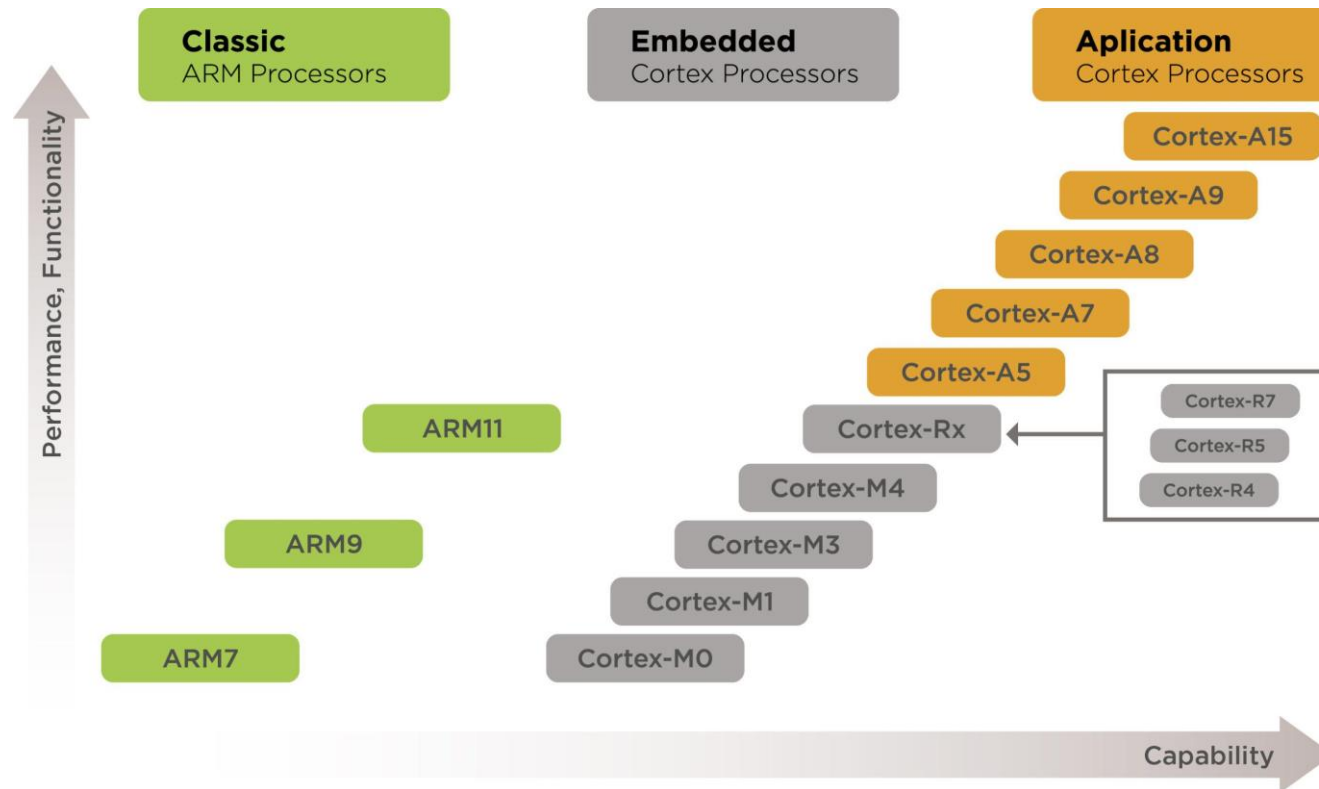 Classic
ARM Processors
Embedded
Cortex Processors
Aplication
Cortex Processors
Performance, Functionality
Cortex-A15
Cortex-A9
Cortex-A8
Cortex-A7
Cortex-A5
Cortex-R7
ARM11
Cortex-Rx
Cortex-R5
Cortex-M4
Cortex-R4
ARM9
Cortex-M3
Cortex-M1
ARM7
Cortex-M0
Capability